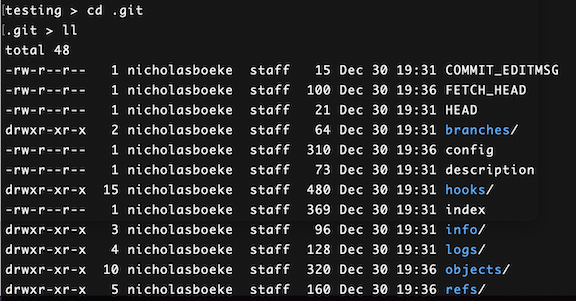 [testing > cd .git
[.git > ll
total 48
-rw-r--r--   1 nicholasboeke  staff   15 Dec 30 19:31 COMMIT_EDITMSG
-rw-r--r--   1 nicholasboeke  staff  100 Dec 30 19:36 FETCH_HEAD
-rw-r--r--   1 nicholasboeke  staff   21 Dec 30 19:31 HEAD
drwxr-xr-x   2 nicholasboeke  staff   64 Dec 30 19:31 branches/
-rw-r--r--   1 nicholasboeke  staff  310 Dec 30 19:36 config
-rw-r--r--   1 nicholasboeke  staff   73 Dec 30 19:31 description
drwxr-xr-x  15 nicholasboeke  staff  480 Dec 30 19:31 hooks/
-rw-r--r--   1 nicholasboeke  staff  369 Dec 30 19:31 index
drwxr-xr-x   3 nicholasboeke  staff   96 Dec 30 19:31 info/
drwxr-xr-x   4 nicholasboeke  staff  128 Dec 30 19:31 logs/
drwxr-xr-x  10 nicholasboeke  staff  320 Dec 30 19:36 objects/
drwxr-xr-x   5 nicholasboeke  staff  160 Dec 30 19:36 refs/